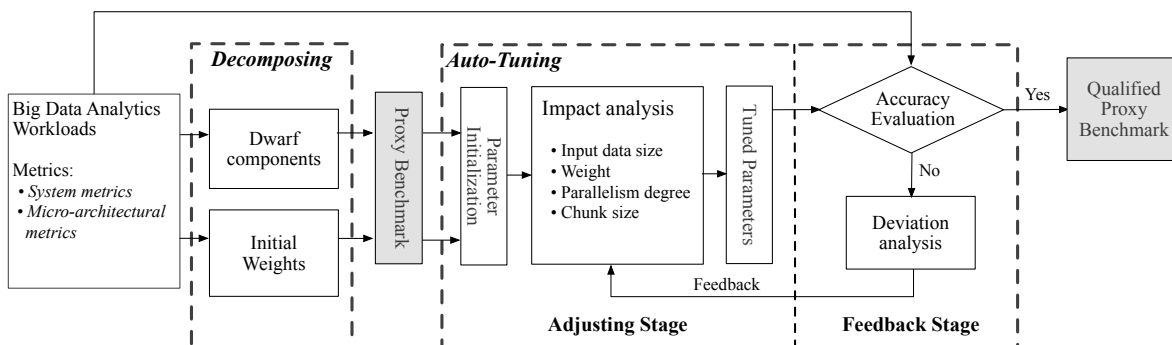 Decomposing
Auto-Tuning
Big Data Analytics
Workloads
Metrics:
• System metrics
• Micro-architectural
metrics
Dwarf
components
Initial
Weights
Proxy Benchmark
Parameter
Initialization
Impact analysis
• Input data size
• Weight
• Parallelism degree
• Chunk size
Tuned Parameters
Accuracy
Evaluation
Yes
Qualified
Proxy
Benchmark
No
Deviation
analysis
Feedback
Adjusting Stage
Feedback Stage